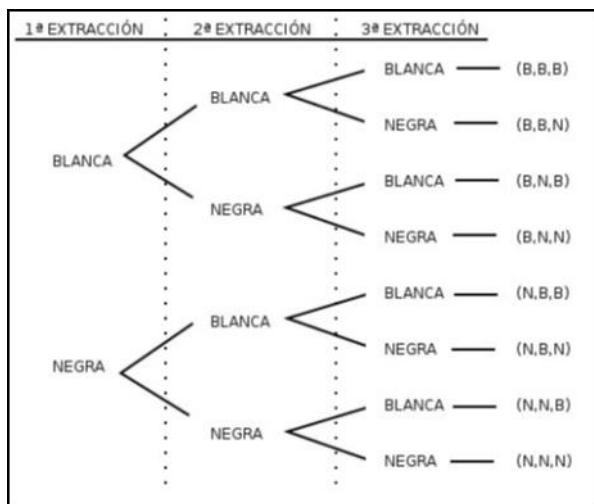 1ª EXTRACCIÓN 2ª EXTRACCIÓN 3ª EXTRACCIÓN
BLANCA (B,B,B)
BLANCA
NEGRA (B,B,N)
BLANCA
BLANCA (B,N,B)
NEGRA
NEGRA (B,N,N)
BLANCA (N,B,B)
BLANCA
NEGRA (N,B,N)
NEGRA
BLANCA (N,N,B)
NEGRA
NEGRA (N,N,N)